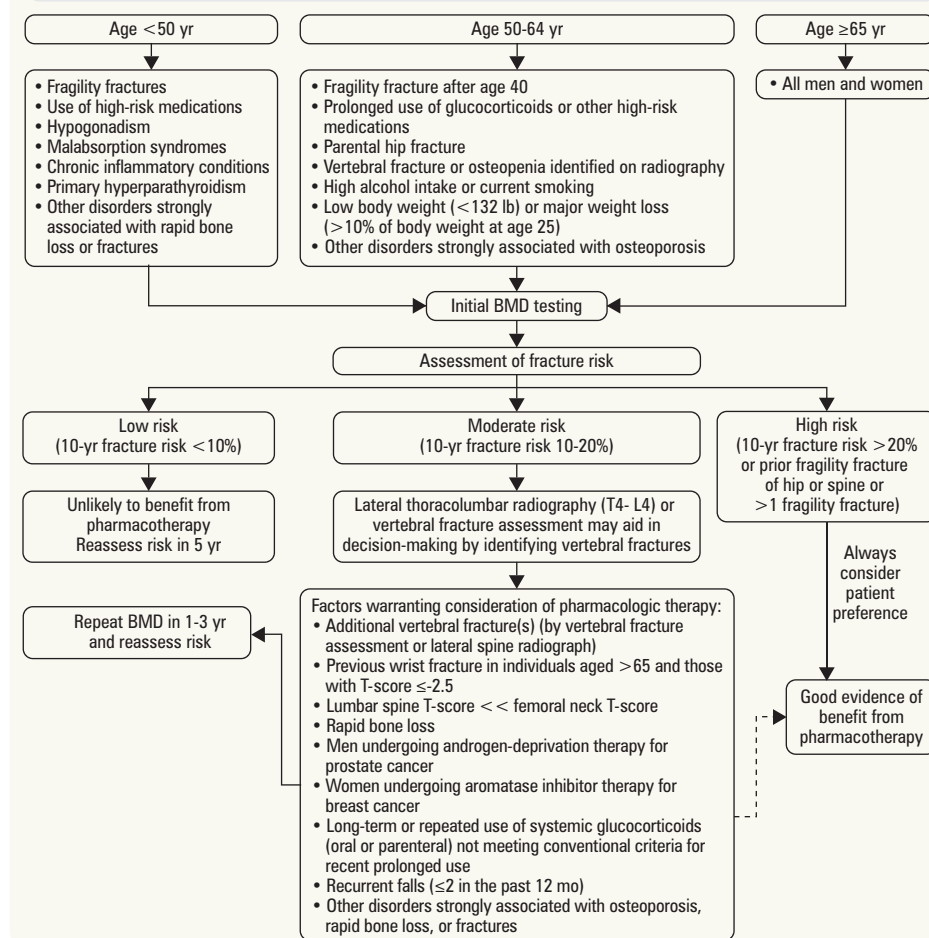 Age <50 yr
Age 50-64 yr
Age ≥65 yr
• Fragility fractures
• Use of high-risk medications
• Hypogonadism
• Malabsorption syndromes
• Chronic inflammatory conditions
• Primary hyperparathyroidism
• Other disorders strongly
associated with rapid bone
loss or fractures
• Fragility fracture after age 40
• Prolonged use of glucocorticoids or other high-risk
medications
• Parental hip fracture
• Vertebral fracture or osteopenia identified on radiography
• High alcohol intake or current smoking
• Low body weight (<132 lb) or major weight loss
(>10% of body weight at age 25)
• Other disorders strongly associated with osteoporosis
• All men and women
Initial BMD testing
Assessment of fracture risk
Low risk
(10-yr fracture risk <10%)
Moderate risk
(10-yr fracture risk 10-20%)
High risk
(10-yr fracture risk >20%
or prior fragility fracture
of hip or spine or
>1 fragility fracture)
Unlikely to benefit from
pharmacotherapy
Reassess risk in 5 yr
Lateral thoracolumbar radiography (T4- L4) or
vertebral fracture assessment may aid in
decision-making by identifying vertebral fractures
Always
consider
patient
preference
Repeat BMD in 1-3 yr
and reassess risk
Factors warranting consideration of pharmacologic therapy:
• Additional vertebral fracture(s) (by vertebral fracture
assessment or lateral spine radiograph)
• Previous wrist fracture in individuals aged >65 and those
with T-score ≤-2.5
• Lumbar spine T-score << femoral neck T-score
• Rapid bone loss
• Men undergoing androgen-deprivation therapy for
prostate cancer
• Women undergoing aromatase inhibitor therapy for
breast cancer
• Long-term or repeated use of systemic glucocorticoids
(oral or parenteral) not meeting conventional criteria for
recent prolonged use
• Recurrent falls (≤2 in the past 12 mo)
• Other disorders strongly associated with osteoporosis,
rapid bone loss, or fractures
Good evidence of
benefit from
pharmacotherapy